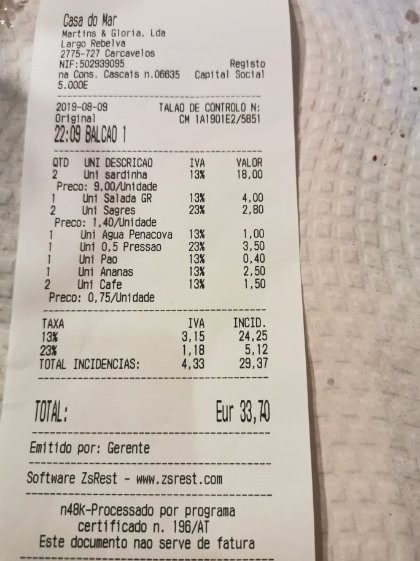 Casa do Mar
Martins & Gloria, Lda
Largo Rebelva
2775-727 Carcavelos
NIF:502939095 Registo
na Cons. Cascais n.06635 Capital Social
5.000E
2019-08-09 TALAO DE CONTROLO N:
Original CM 1A1901E2/5851
22:09 BALCAO 1
QTD UNI DESCRICAO IVA VALOR
2 Uni sardinha 13% 18,00
Preco: 9,00/Unidade
1 Uni Salada GR 13% 4,00
2 Uni Sagres 23% 2,80
Preco: 1,40/Unidade
1 Uni Agua Penacova 13% 1,00
1 Uni 0,5 Pressao 23% 3,50
1 Uni Pao 13% 0,40
1 Uni Ananas 13% 2,50
2 Uni Cafe 13% 1,50
Preco: 0,75/Unidade
TAXA IVA INCID.
13% 3,15 24,25
23% 1,18 5,12
TOTAL INCIDENCIAS: 4,33 29,37
TOTAL: Eur 33,70
Emitido por: Gerente
Software ZsRest - www.zsrest.com
n48K-Processado por programa
certificado n. 196/AT
Este documento nao serve de fatura